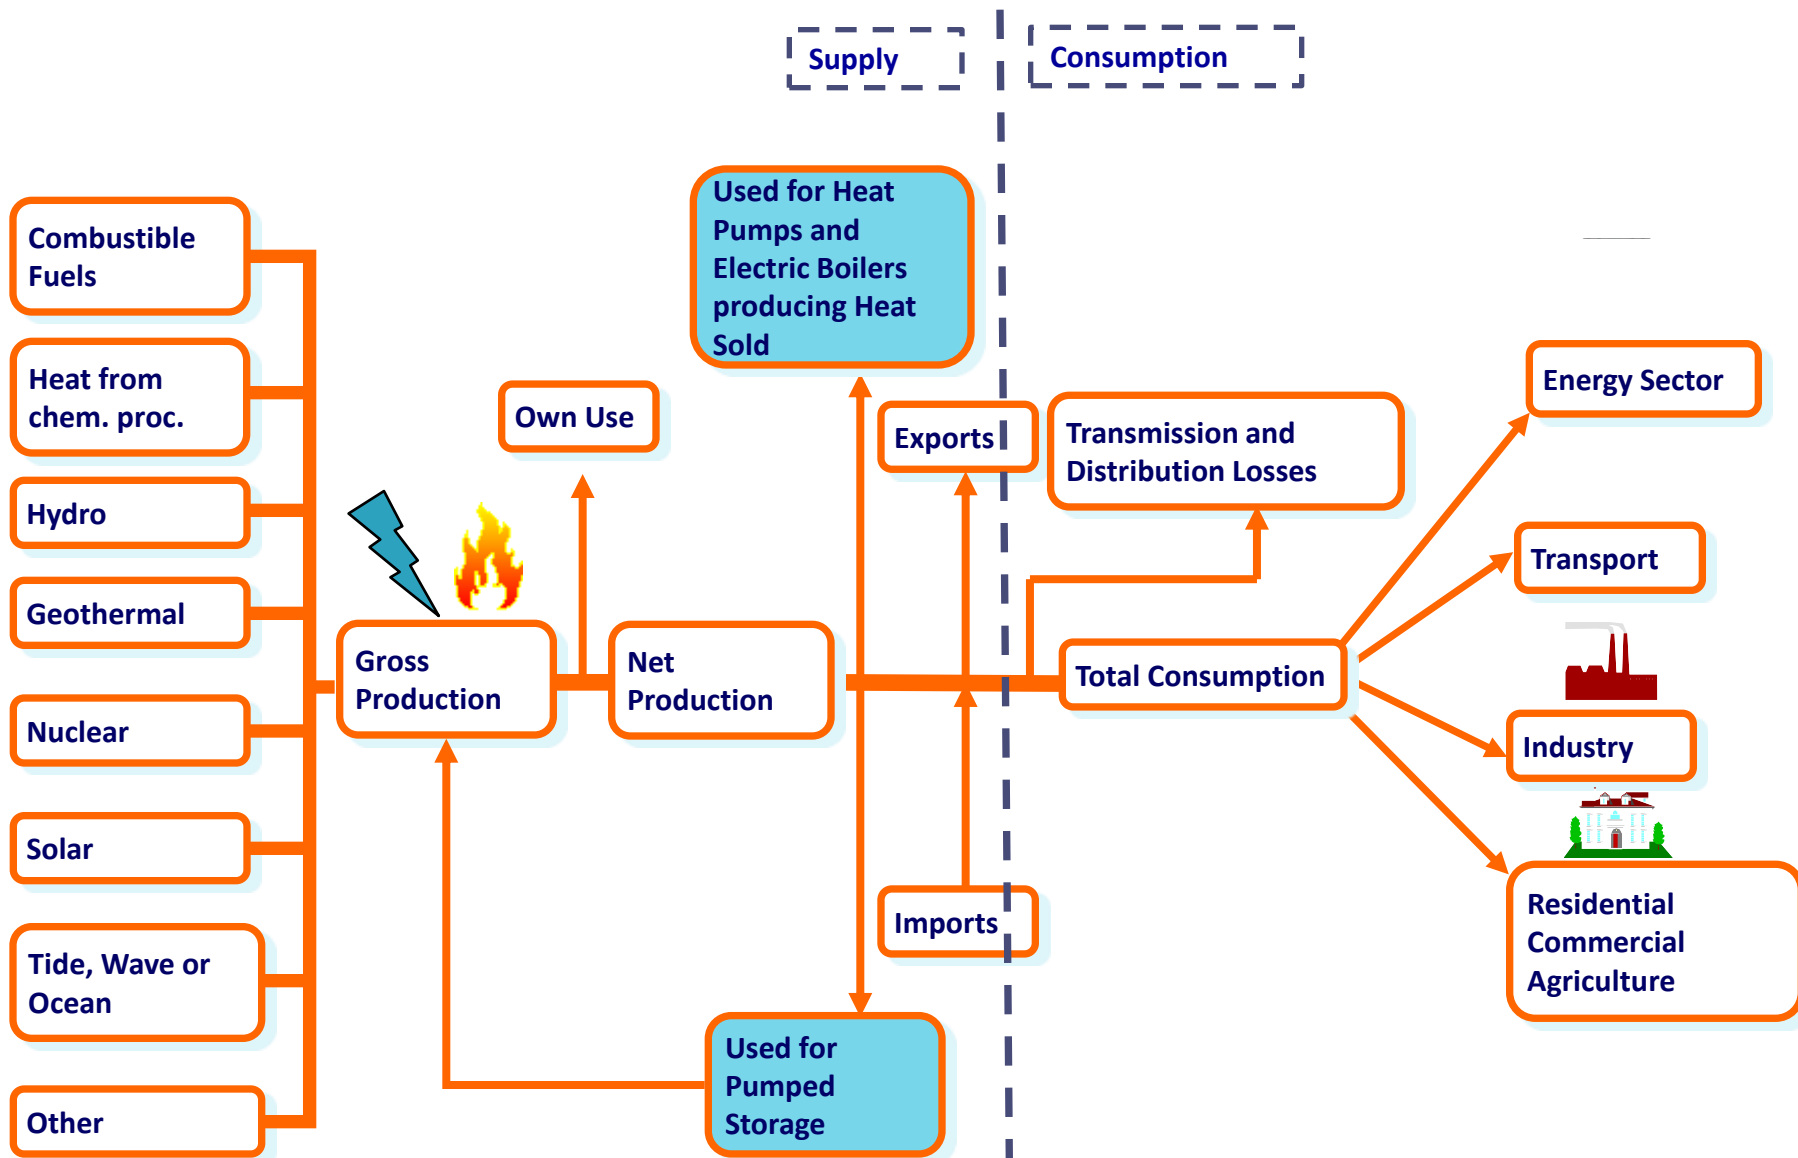 Supply
Consumption
Used for Heat
Pumps and
Electric Boilers
producing Heat
Sold
Combustible
Fuels
Heat from
chem. proc.
Hydro
Geothermal
Nuclear
Solar
Tide, Wave or
Ocean
Other
Own Use
Gross
Production
Net
Production
Exports
Imports
Used for
Pumped
Storage
Transmission and
Distribution Losses
Total Consumption
Energy Sector
Transport
Industry
Residential
Commercial
Agriculture